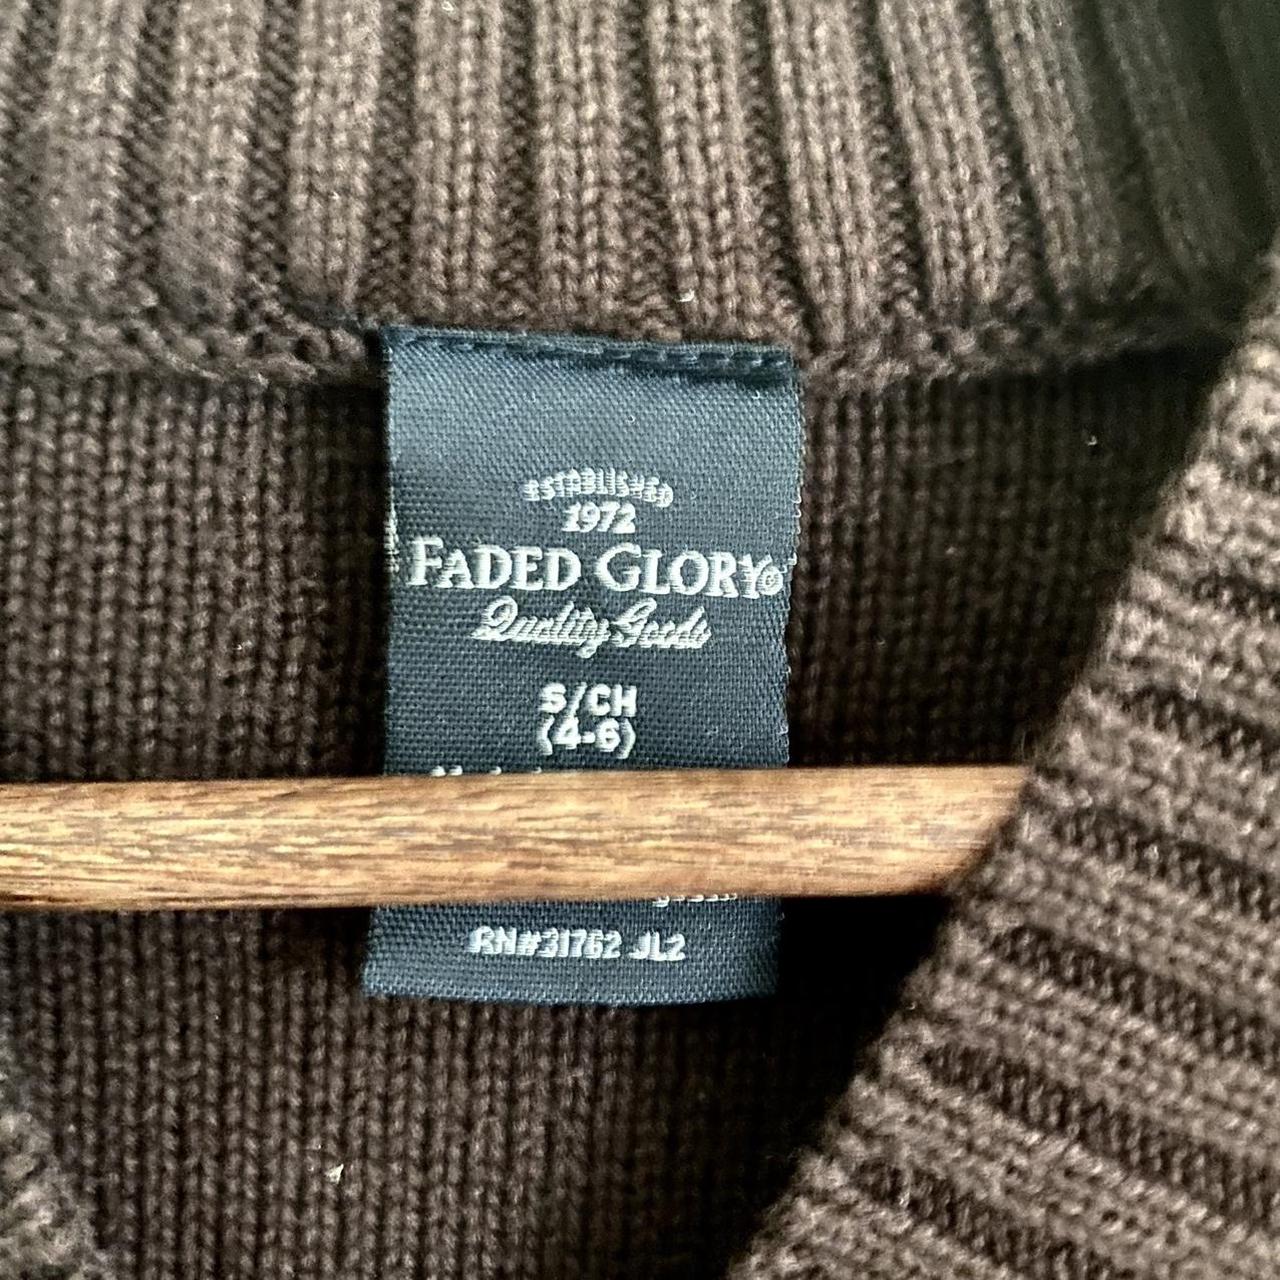 ESTABLISHED
1972
FADED GLORY®
Quality Goods
S/CH
(4-6)
RN#31762 JL2